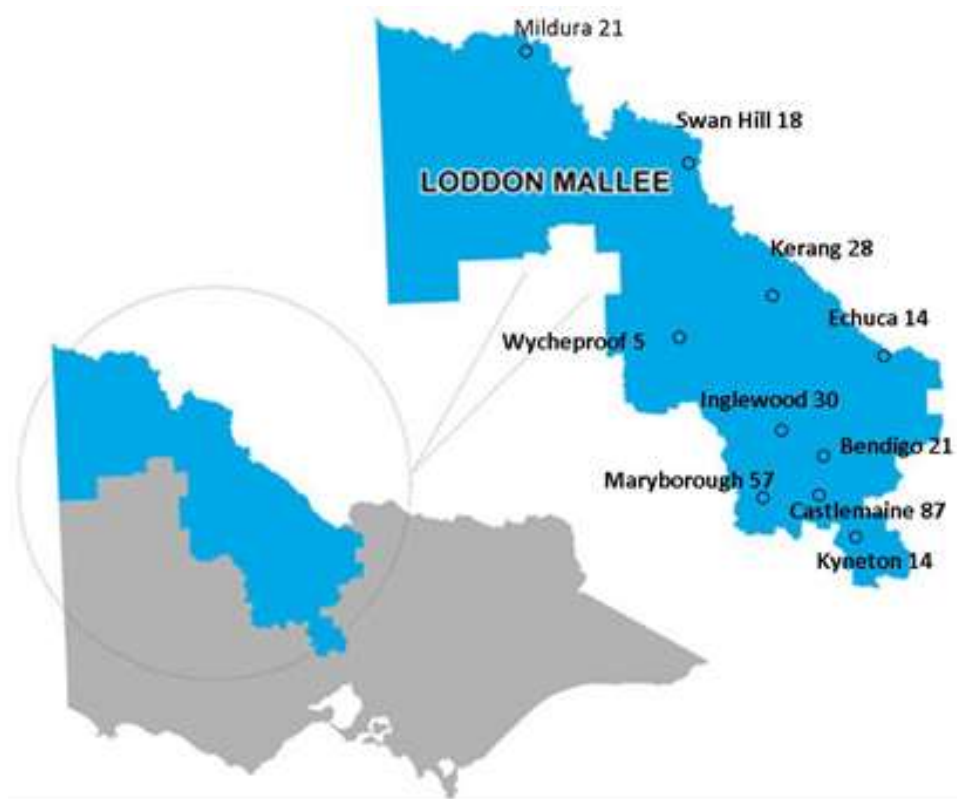 Mildura 21
Swan Hill 18
LODDON MALLEE
Kerang 28
Echuca 14
Wycheproof 5
Inglewood 30
Bendigo 21
Maryborough 57
Castlemaine 87
Kyneton 14